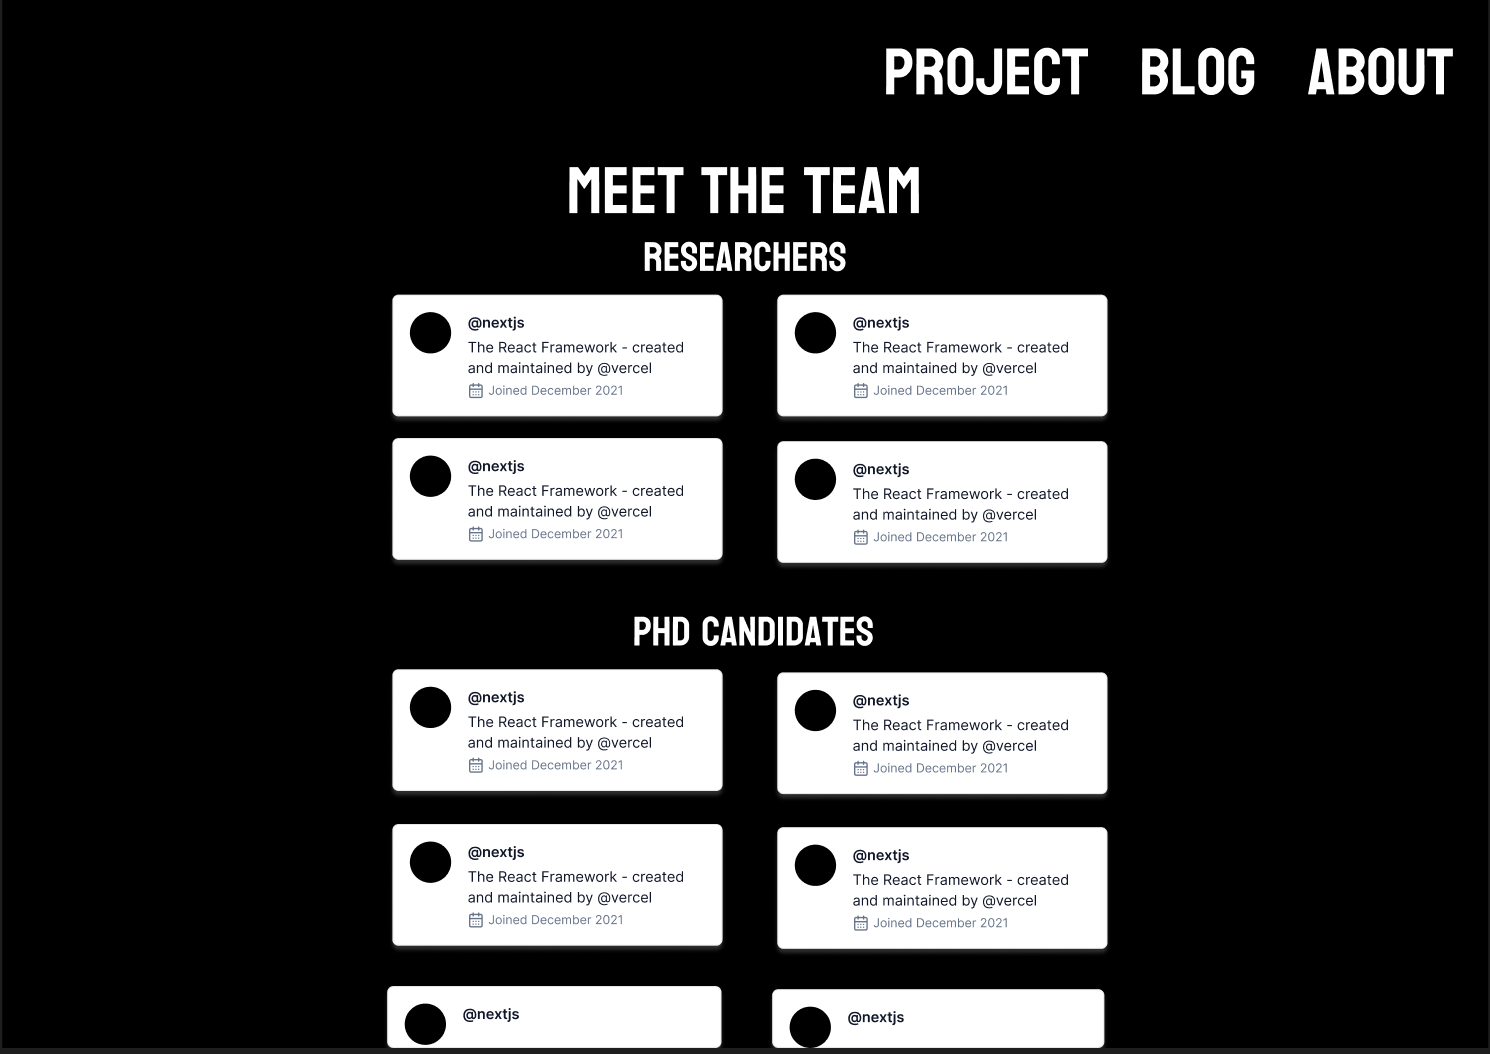 PROJECT BLOG ABOUT
MEET THE TEAM
RESEARCHERS
@nextjs
The React Framework - created
and maintained by @vercel
Joined December 2021
@nextjs
The React Framework - created
and maintained by @vercel
Joined December 2021
@nextjs
The React Framework - created
and maintained by @vercel
Joined December 2021
@nextjs
The React Framework - created
and maintained by @vercel
Joined December 2021
PHD CANDIDATES
@nextjs
The React Framework - created
and maintained by @vercel
Joined December 2021
@nextjs
The React Framework - created
and maintained by @vercel
Joined December 2021
@nextjs
The React Framework - created
and maintained by @vercel
Joined December 2021
@nextjs
The React Framework - created
and maintained by @vercel
Joined December 2021
@nextjs
@nextjs